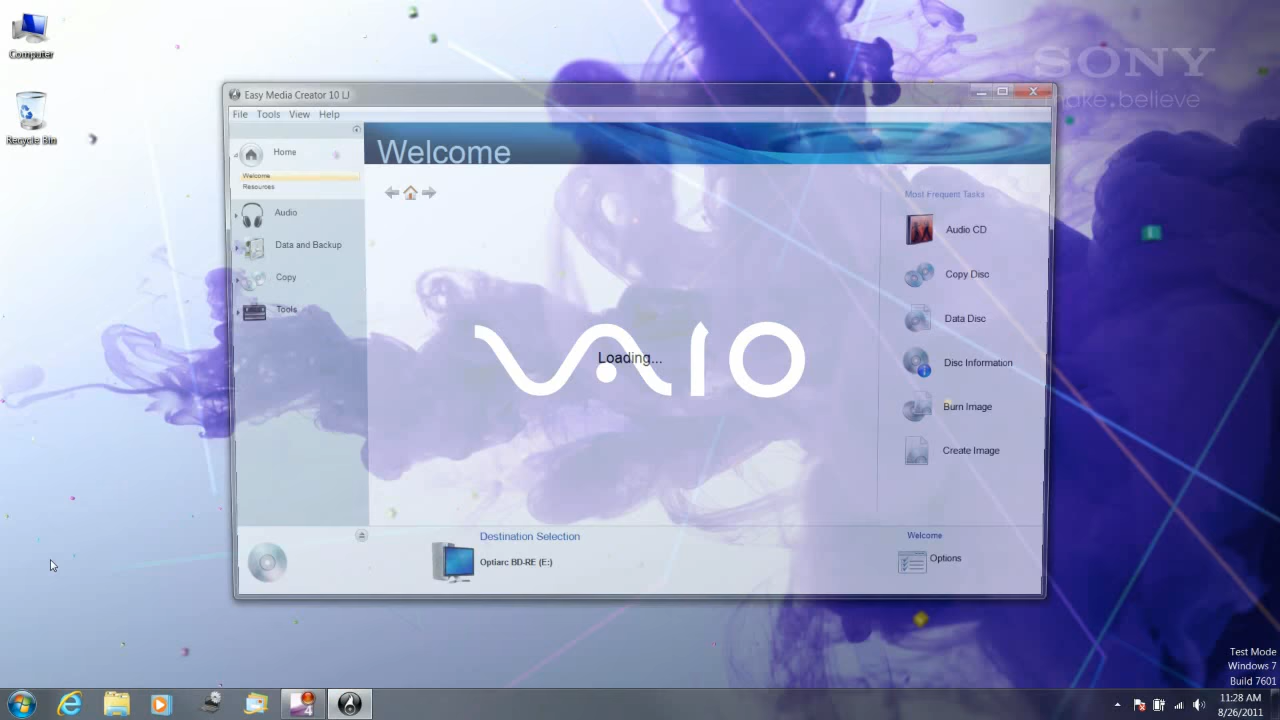 Computer
Recycle Bin
SONY
make.believe
Easy Media Creator 10 LJ
File Tools View Help
Home
Welcome
Resources
Audio
Data and Backup
Copy
Tools
Welcome
Loading...
VAIO
Most Frequent Tasks
Audio CD
Copy Disc
Data Disc
Disc Information
Burn Image
Create Image
Destination Selection
Optiarc BD-RE (E:)
Welcome
Options
Test Mode
Windows 7
Build 7601
4
11:28 AM
8/26/2011